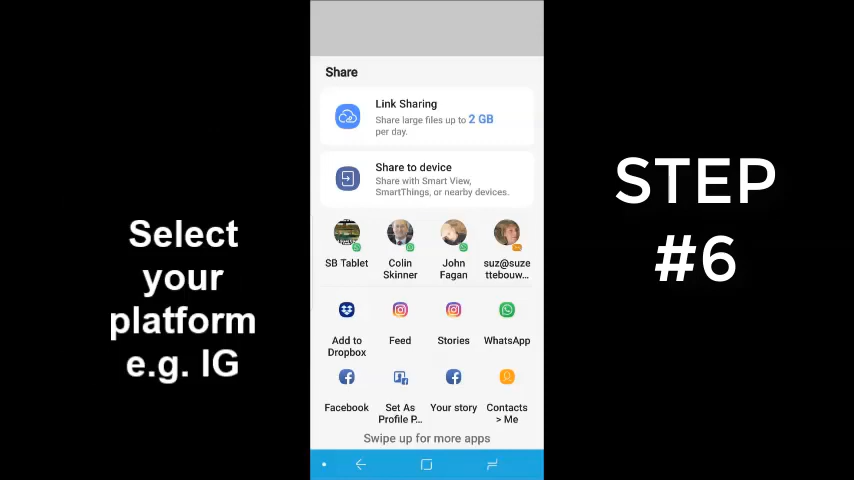 Select
your
platform
e.g. IG
Share
Link Sharing
Share large files up to 2 GB
per day.
Share to device
Share with Smart View,
SmartThings, or nearby devices.
SB Tablet
Colin
Skinner
John
Fagan
suz@suze
ttebouw...
Add to
Dropbox
Feed
Stories
WhatsApp
Facebook
Set As
Profile P...
Your story
Contacts
> Me
Swipe up for more apps
STEP
#6